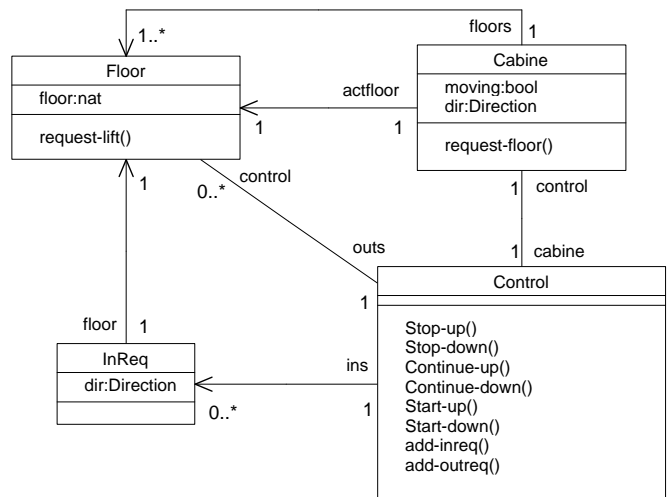 floors
1
1..*
Floor
floor:nat
request-lift()
Cabine
moving:bool
dir:Direction
request-floor()
actfloor
1
1
1
control
0..*
1
control
outs
1
cabine
1
Control
Stop-up()
Stop-down()
Continue-up()
Continue-down()
Start-up()
Start-down()
add-inreq()
add-outreq()
floor
1
InReq
dir:Direction
ins
0..*
1